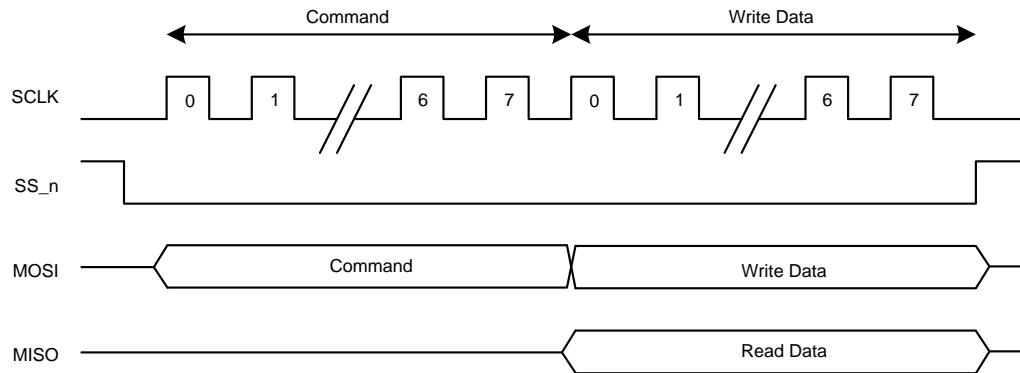 Command Write Data
SCLK 0 1 6 7 0 1 6 7
SS_n
MOSI Command Write Data
MISO Read Data